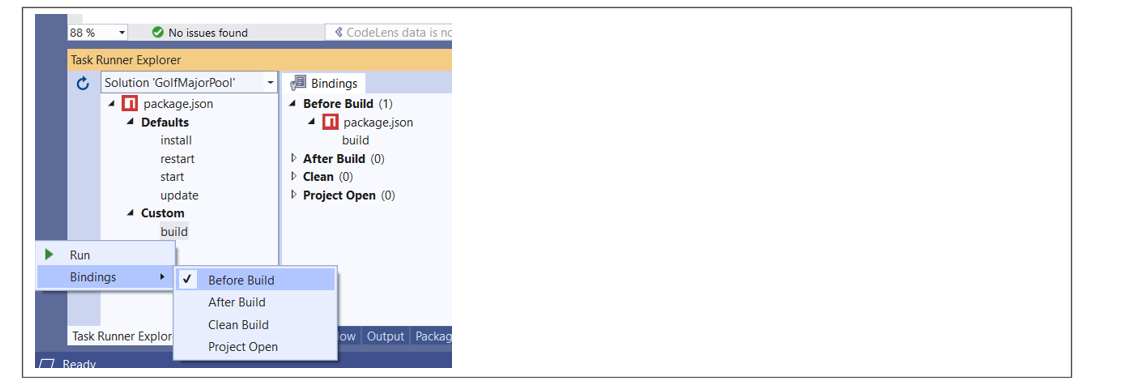 88 %
No issues found
CodeLens data is no
Task Runner Explorer
Solution 'GolfMajorPool'
Bindings
package.json
Before Build (1)
Defaults
package.json
install
build
restart
After Build (0)
start
Clean (0)
update
Project Open (0)
Custom
build
Run
Bindings
Before Build
After Build
Clean Build
Project Open
Task Runner Explor
ow
Output
Packag
Ready